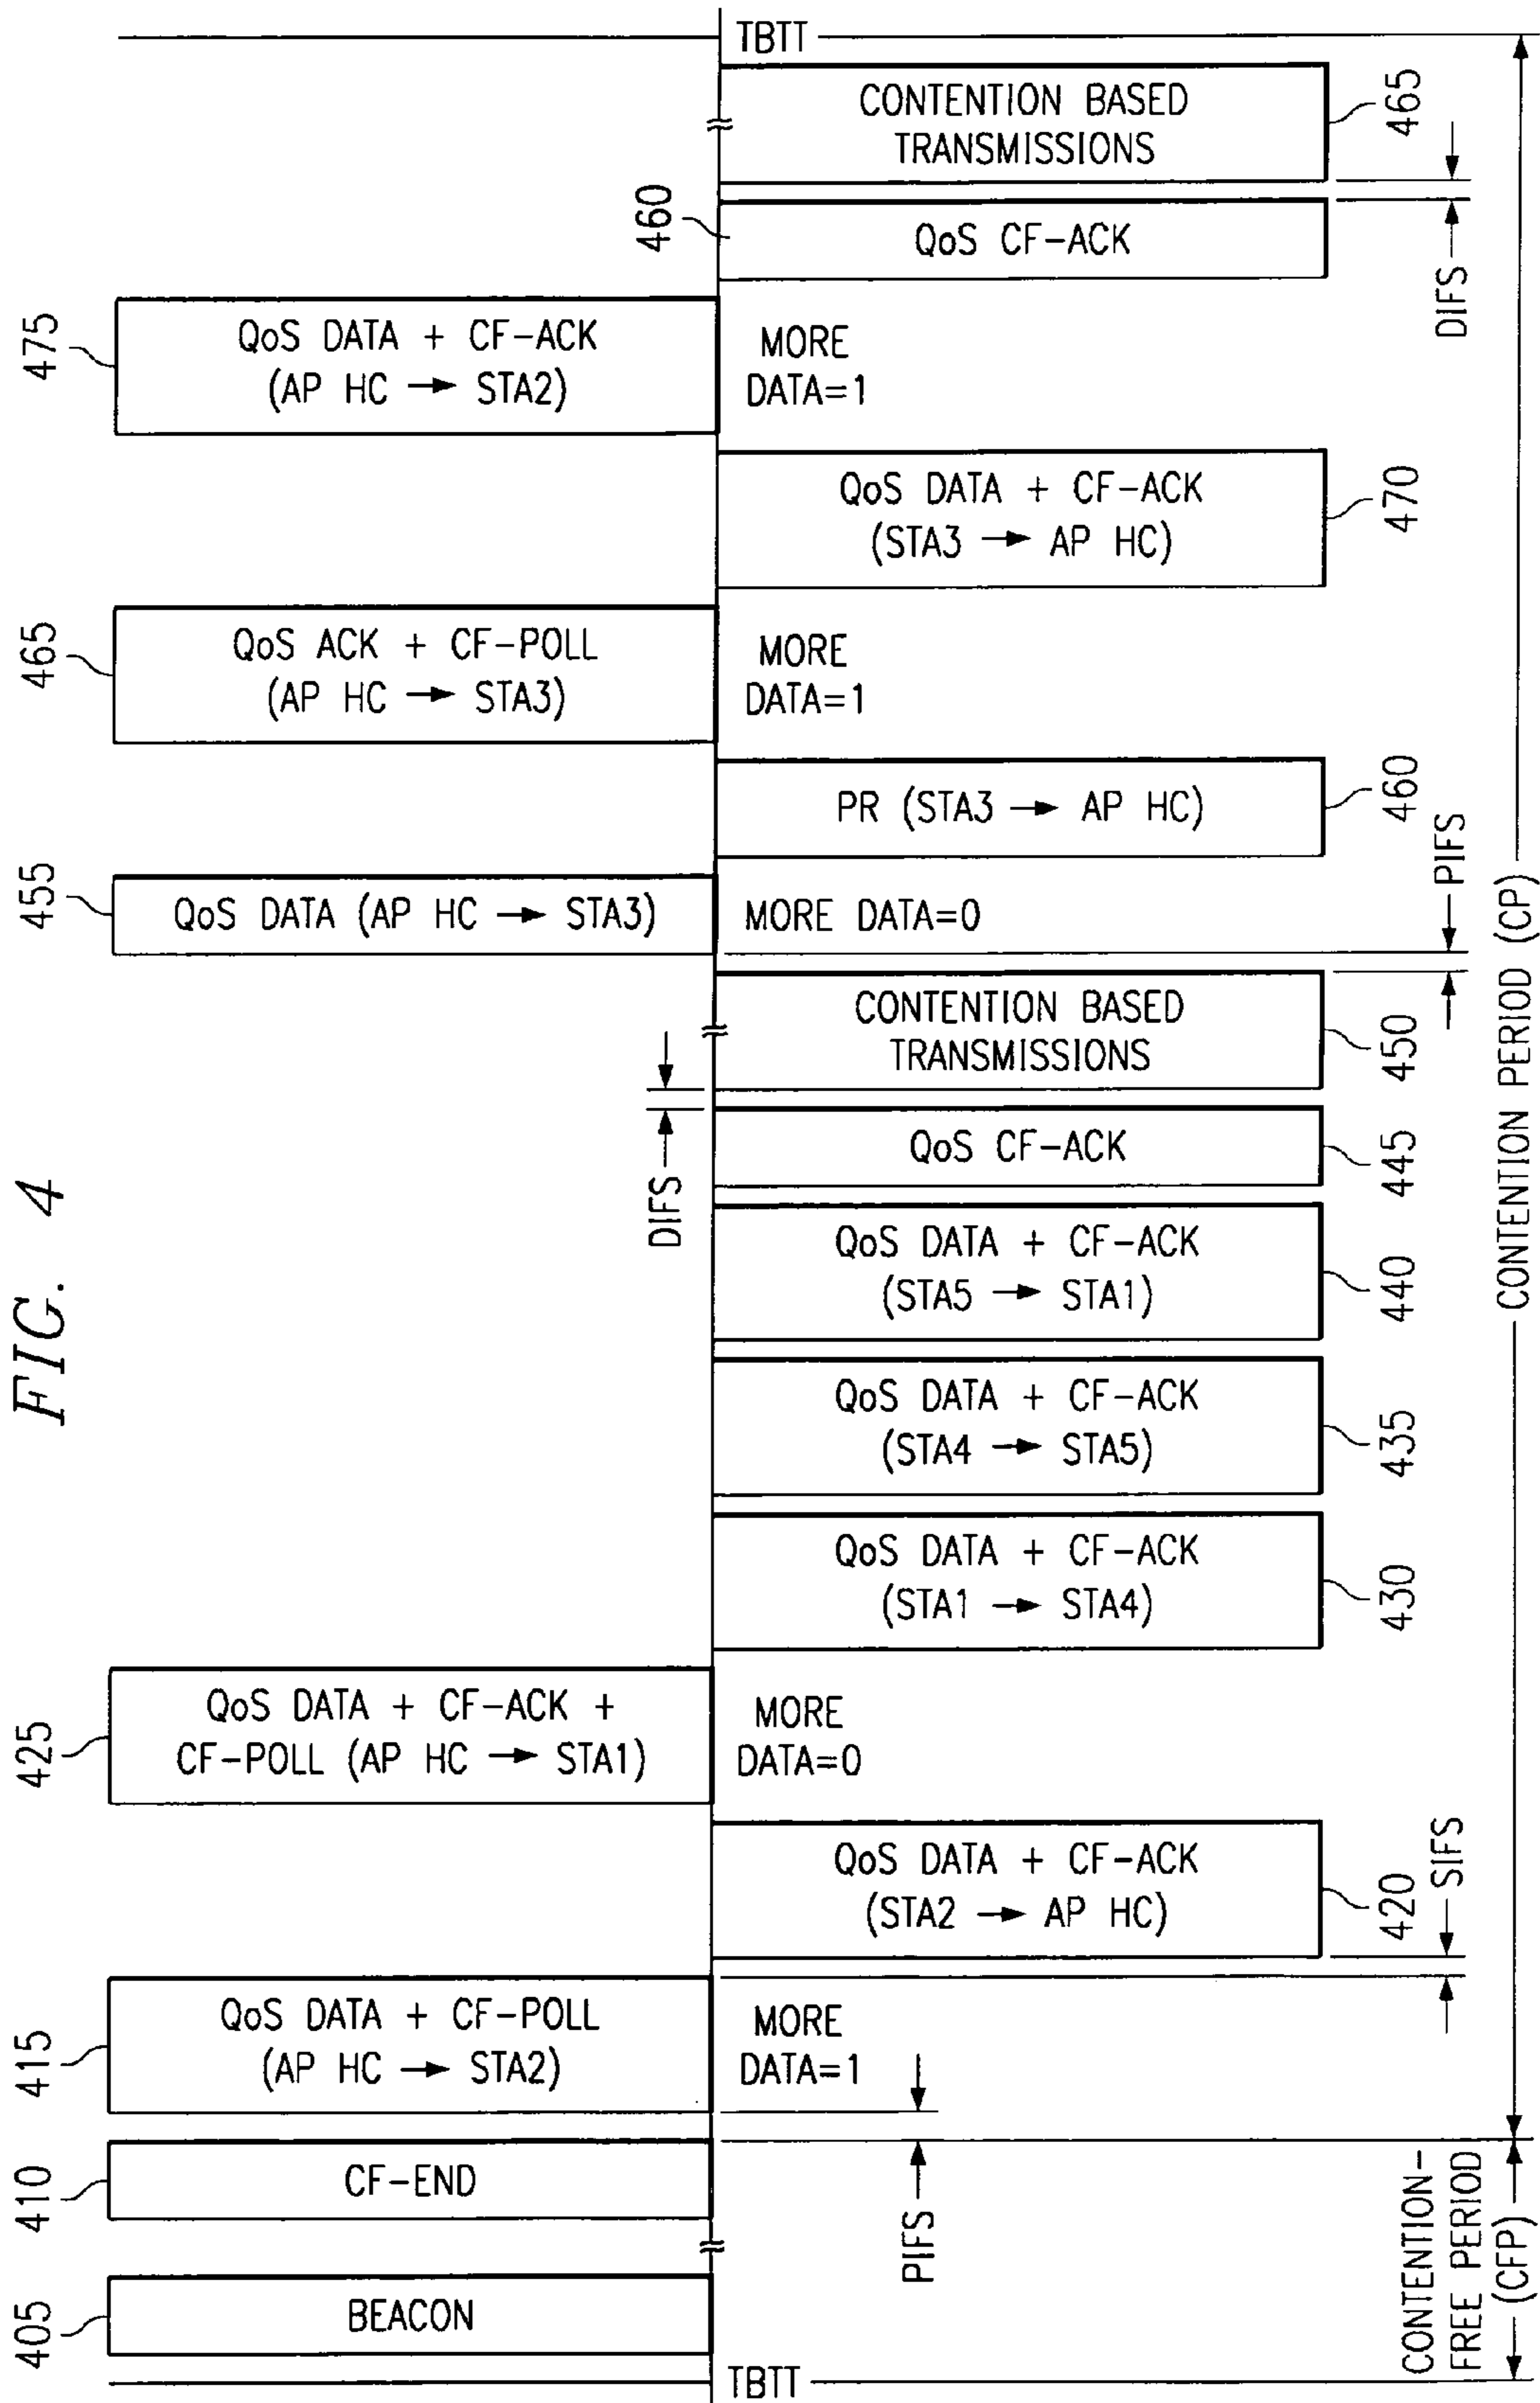 FIG. 4
TBTT
405
BEACON
410
CF-END
PIFS
CONTENTION-
FREE PERIOD
(CFP)
415
QoS DATA + CF-POLL
(AP HC → STA2)
MORE
DATA=1
SIFS
QoS DATA + CF-ACK
(STA2 → AP HC)
420
425
QoS DATA + CF-ACK +
CF-POLL (AP HC → STA1)
MORE
DATA=0
QoS DATA + CF-ACK
(STA1 → STA4)
430
QoS DATA + CF-ACK
(STA4 → STA5)
435
QoS DATA + CF-ACK
(STA5 → STA1)
440
QoS CF-ACK
445
DIFS
CONTENTION BASED
TRANSMISSIONS
450
PIFS
455
QoS DATA (AP HC → STA3)
MORE DATA=0
PR (STA3 → AP HC)
460
465
QoS ACK + CF-POLL
(AP HC → STA3)
MORE
DATA=1
QoS DATA + CF-ACK
(STA3 → AP HC)
470
475
QoS DATA + CF-ACK
(AP HC → STA2)
MORE
DATA=1
460
QoS CF-ACK
DIFS
CONTENTION BASED
TRANSMISSIONS
465
TBTT
CONTENTION PERIOD (CP)